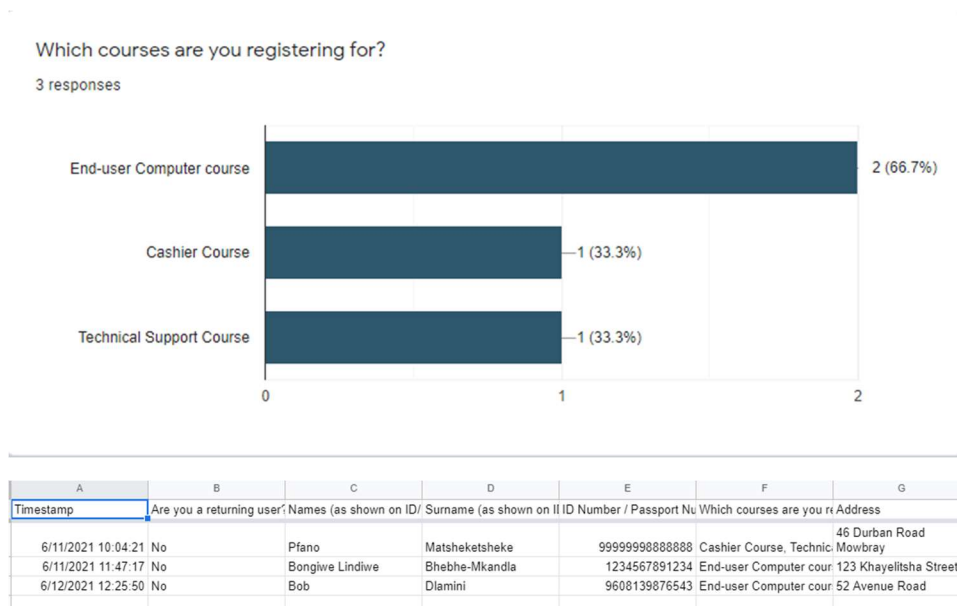 Which courses are you registering for?
3 responses
End-user Computer course
2 (66.7%)
Cashier Course
1 (33.3%)
Technical Support Course
1 (33.3%)
0 1 2
A B C D E F G
Timestamp Are you a returning user? Names (as shown on ID/ Surname (as shown on ID Number / Passport Nu Which courses are you re Address
46 Durban Road
6/11/2021 10:04:21 No Pfano Matsheketsheke 99999998888888 Cashier Course, Technic Mowbray
6/11/2021 11:47:17 No Bongiwe Lindiwe Bhebhe-Mkandla 1234567891234 End-user Computer cour 123 Khayelitsha Street
6/12/2021 12:25:50 No Bob Dlamini 9608139876543 End-user Computer cour 52 Avenue Road